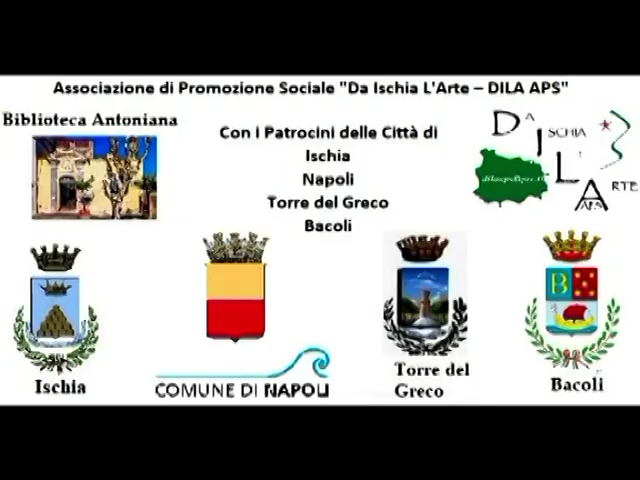 Associazione di Promozione Sociale "Da Ischia L'Arte – DILA APS"
Biblioteca Antoniana
Con i Patrocini delle Città di
Ischia
Napoli
Torre del Greco
Bacoli
DA
ISCHIA
L'
ARTE
APS
B
Ischia
COMUNE DI NAPOLI
Torre del
Greco
Bacoli